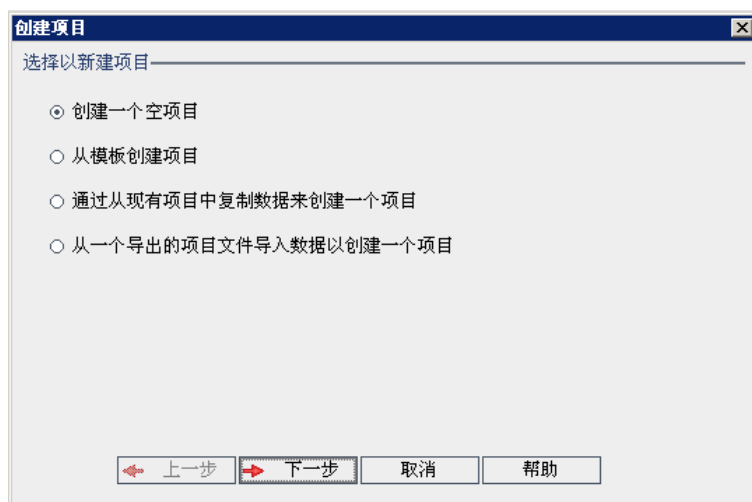 创建项目
选择以新建项目
创建一个空项目
从模板创建项目
通过从现有项目中复制数据来创建一个项目
从一个导出的项目文件导入数据以创建一个项目
上一步 下一步 取消 帮助